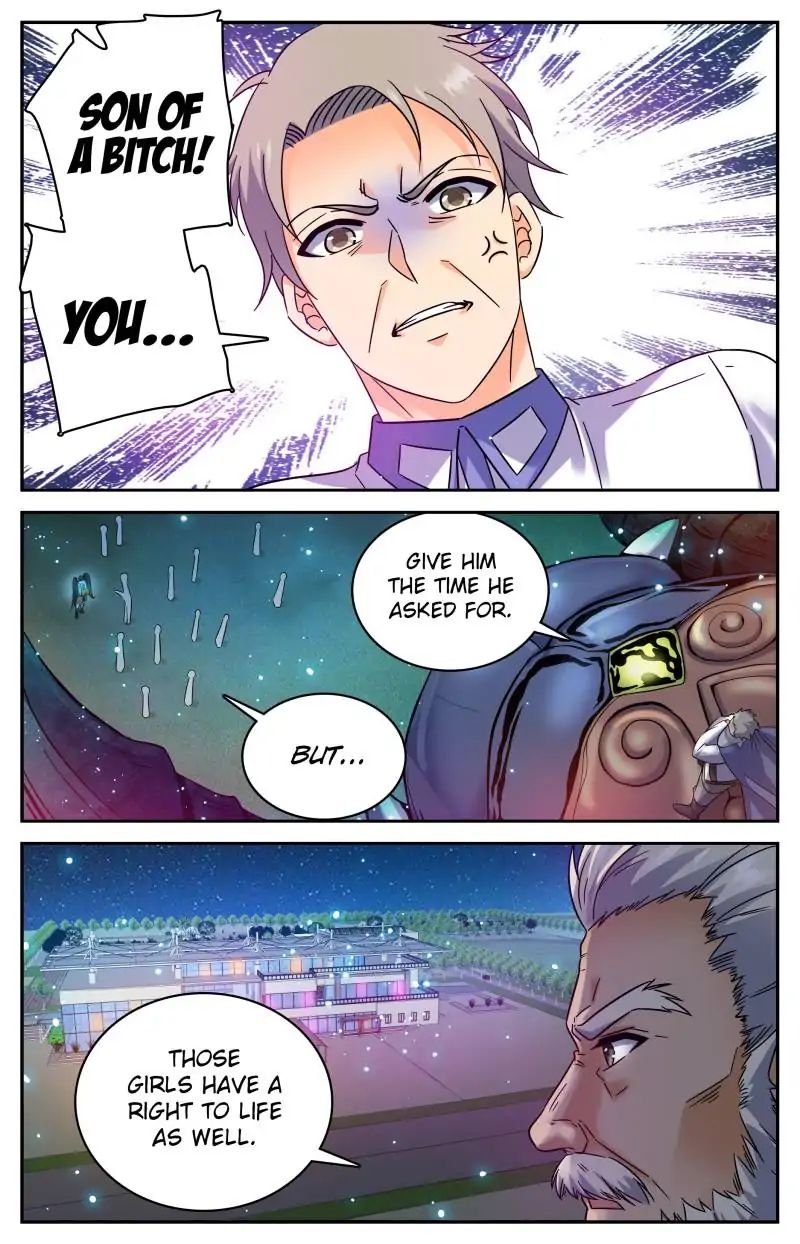 SON OF
A BITCH!
YOU...
GIVE HIM
THE TIME HE
ASKED FOR.
BUT...
THOSE
GIRLS HAVE A
RIGHT TO LIFE
AS WELL.